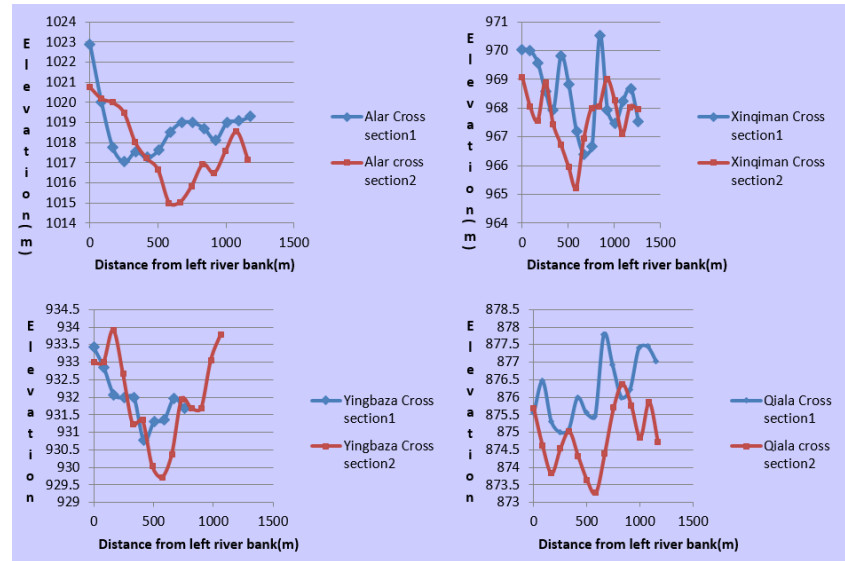 1024
1023
1022
1021
1020
1019
1018
1017
1016
1015
1014
0 500 1000 1500
Elevation(m)
Distance from left river bank(m)
Alar Cross
section1
Alar cross
section2
971
970
969
968
967
966
965
964
0 500 1000 1500
Elevation(m)
Distance from left river bank(m)
Xinqiman Cross
section1
Xinqiman Cross
section2
934.5
934
933.5
933
932.5
932
931.5
931
930.5
930
929.5
929
0 500 1000 1500
Elevation
Distance from left river bank(m)
Yingbaza Cross
section1
Yingbaza Cross
section2
878.5
878
877.5
877
876.5
876
875.5
875
874.5
874
873.5
873
0 500 1000 1500
Elevation
Distance from left river bank(m)
Qiala Cross
section1
Qiala cross
section2